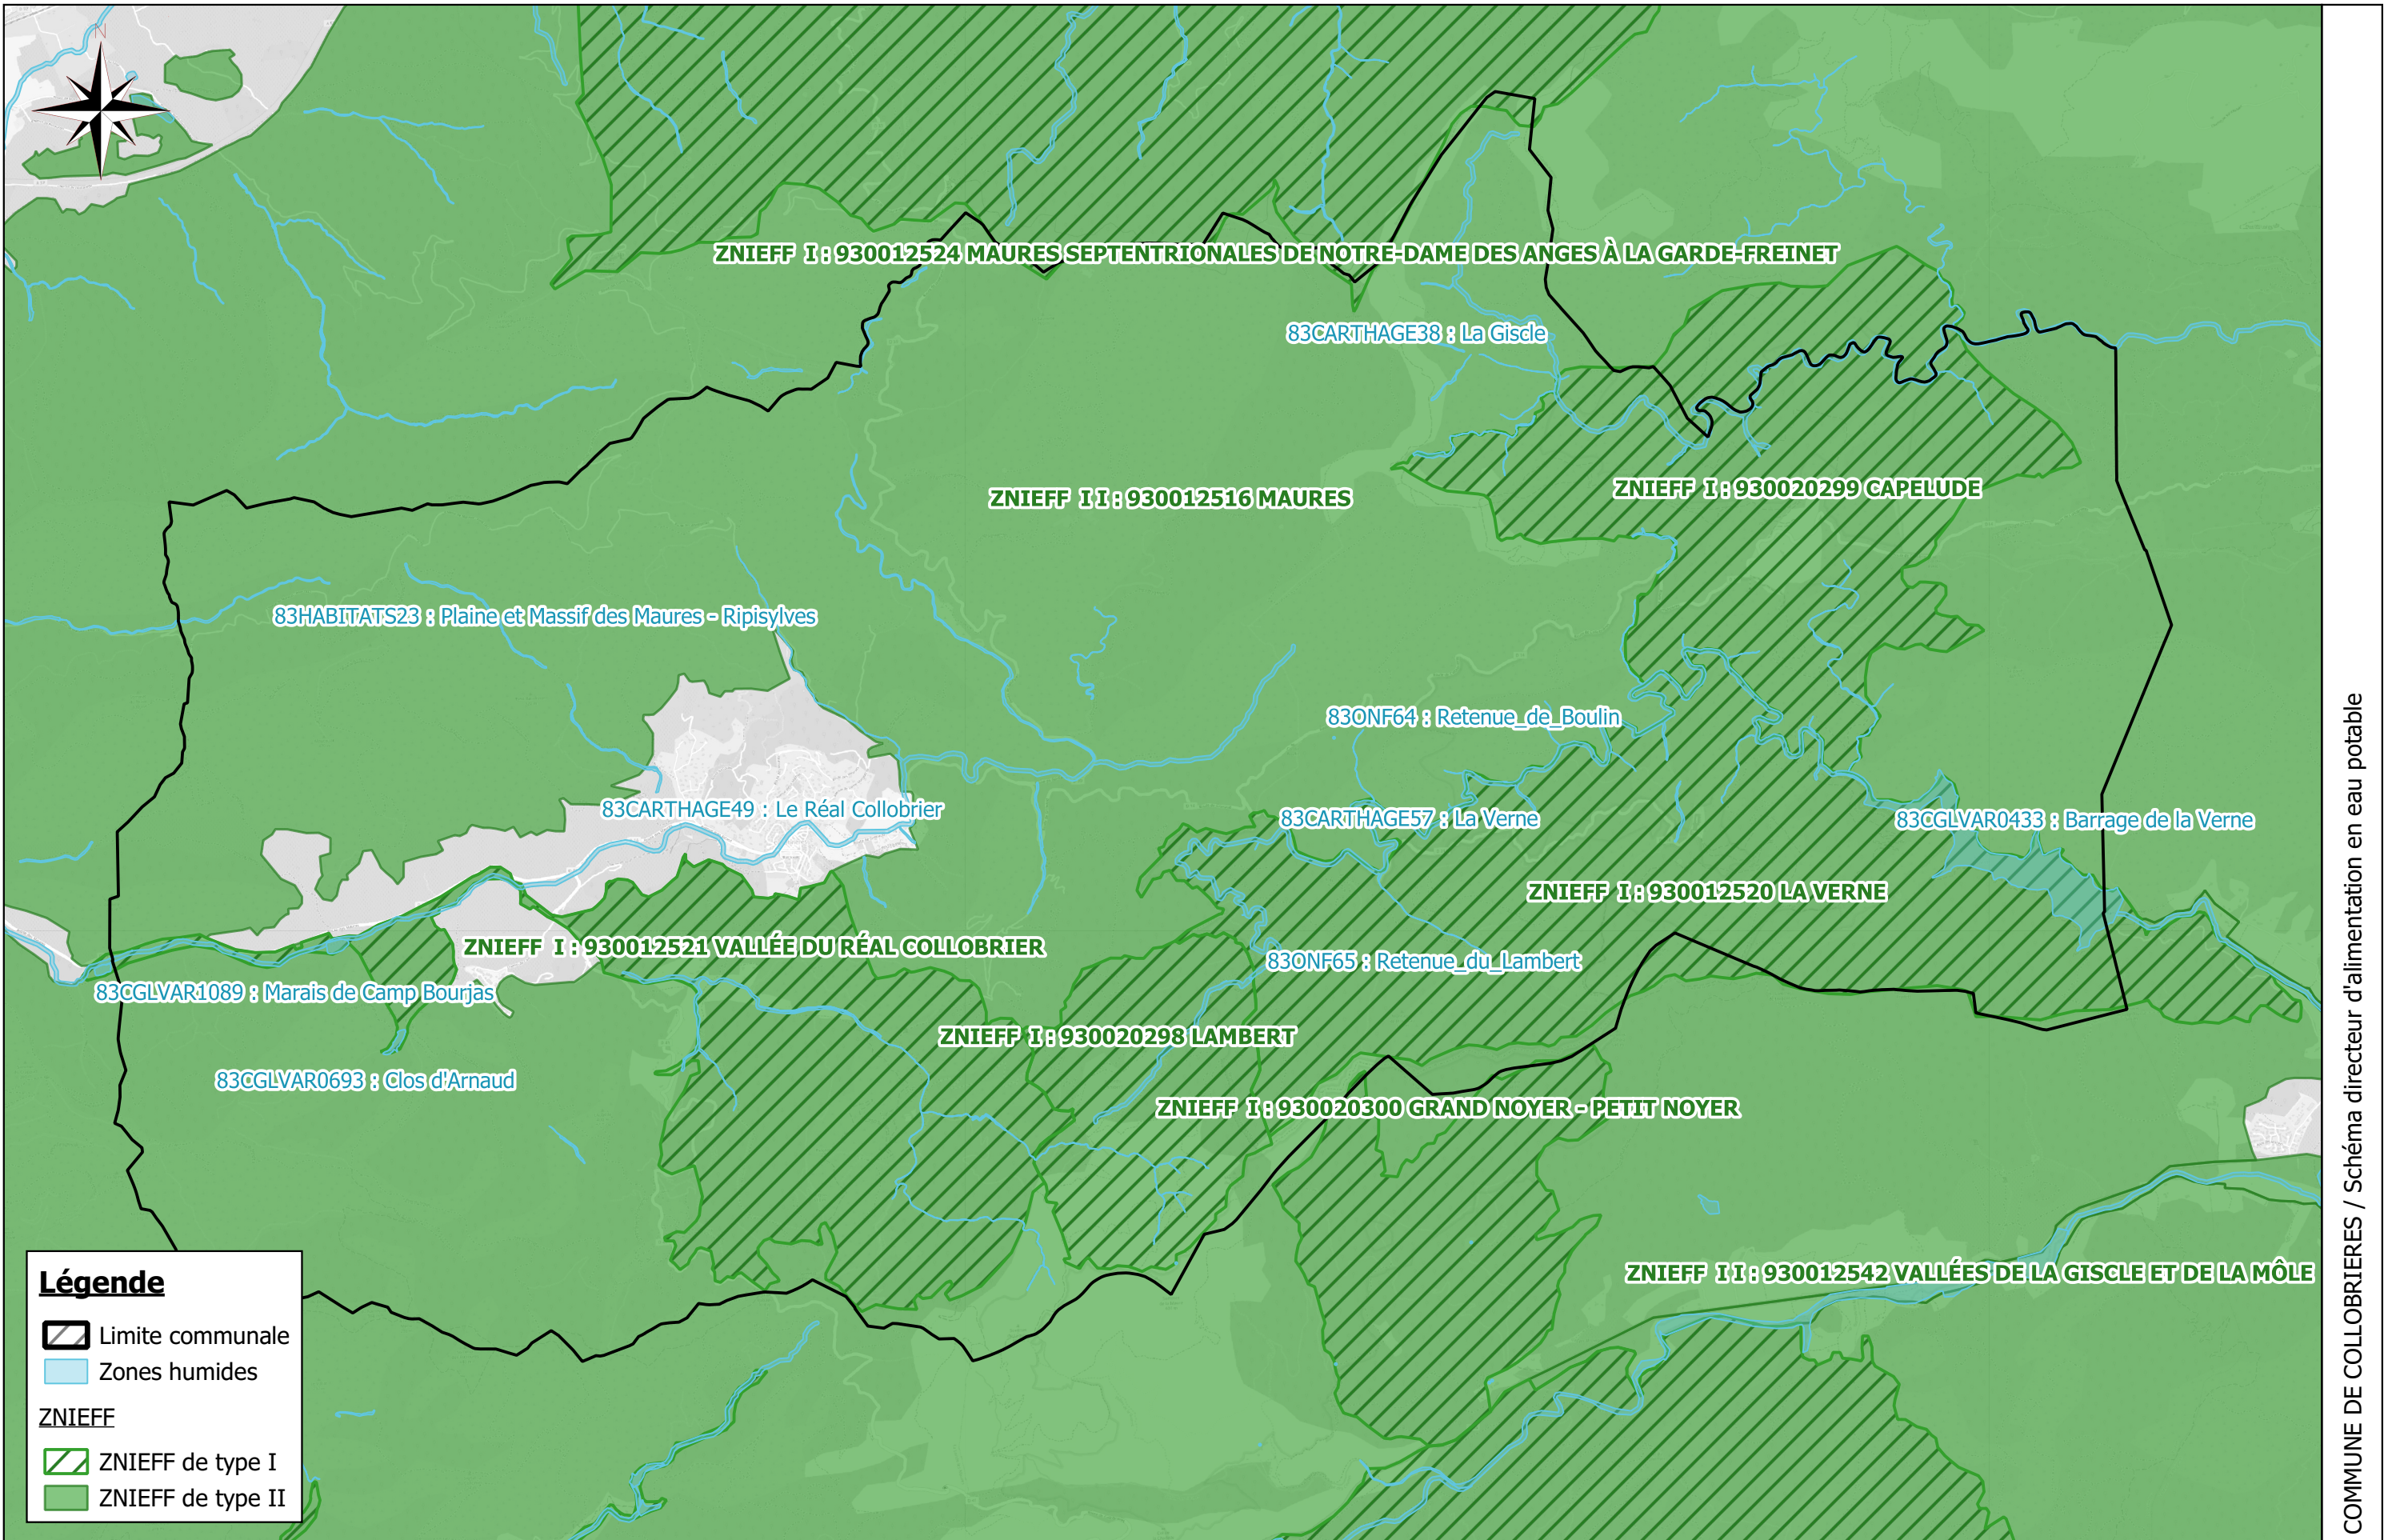 N
ZNIEFF I : 930012524 MAURES SEPTENTRIONALES DE NOTRE-DAME DES ANGES À LA GARDE-FREINET
83CARTHAGE38 : La Giscle
ZNIEFF I : 930020299 CAPELUDE
ZNIEFF I I : 930012516 MAURES
83HABITATS23 : Plaine et Massif des Maures - Ripisylves
83ONF64 : Retenue_de_Boulin
83CARTHAGE49 : Le Réal Collobrier
83CARTHAGE57 : La Verne
83CGLVAR0433 : Barrage de la Verne
ZNIEFF I : 930012520 LA VERNE
ZNIEFF I : 930012521 VALLÉE DU RÉAL COLLOBRIER
83ONF65 : Retenue_du_Lambert
83CGLVAR1089 : Marais de Camp Bourjas
ZNIEFF I : 930020298 LAMBERT
83CGLVAR0693 : Clos d'Arnaud
ZNIEFF I : 930020300 GRAND NOYER - PETIT NOYER
ZNIEFF I I : 930012542 VALLÉES DE LA GISCLE ET DE LA MÔLE
Légende
Limite communale
Zones humides
ZNIEFF
ZNIEFF de type I
ZNIEFF de type II
COMMUNE DE COLLOBRIERES / Schéma directeur d'alimentation en eau potable